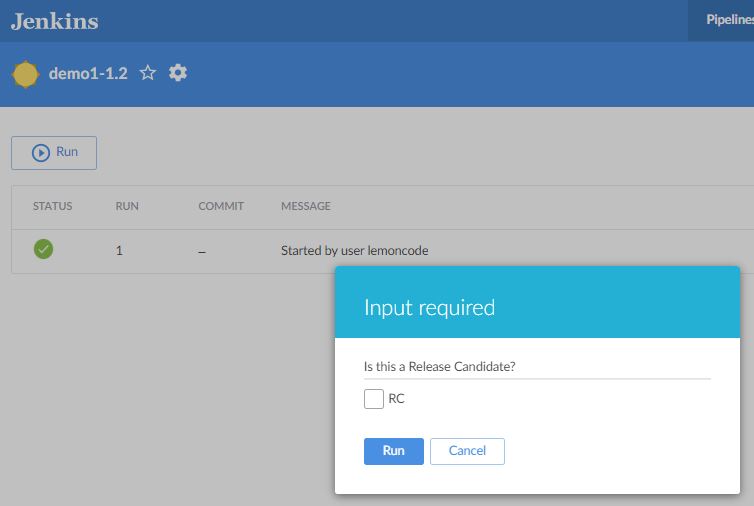 Jenkins
Pipelines
demo1-1.2
Run
STATUS RUN COMMIT MESSAGE
1 – Started by user lemoncode
Input required
Is this a Release Candidate?
RC
Run Cancel